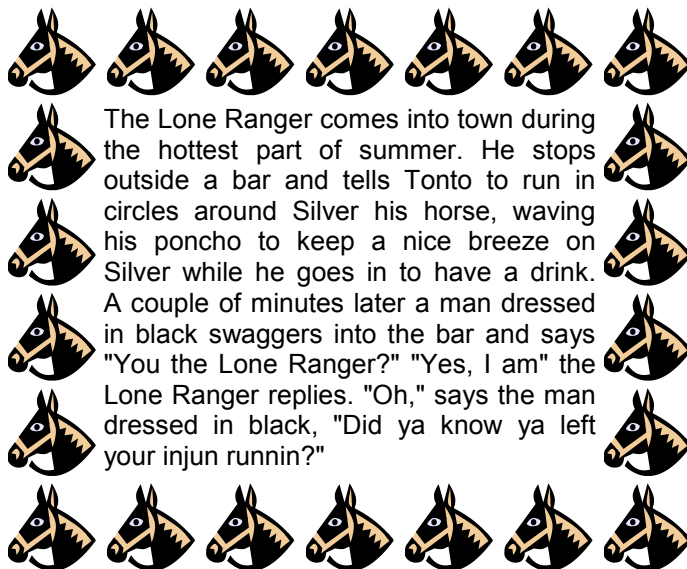 The Lone Ranger comes into town during
the hottest part of summer. He stops
outside a bar and tells Tonto to run in
circles around Silver his horse, waving
his poncho to keep a nice breeze on
Silver while he goes in to have a drink.
A couple of minutes later a man dressed
in black swaggers into the bar and says
"You the Lone Ranger?" "Yes, I am" the
Lone Ranger replies. "Oh," says the man
dressed in black, "Did ya know ya left
your injun runnin?"